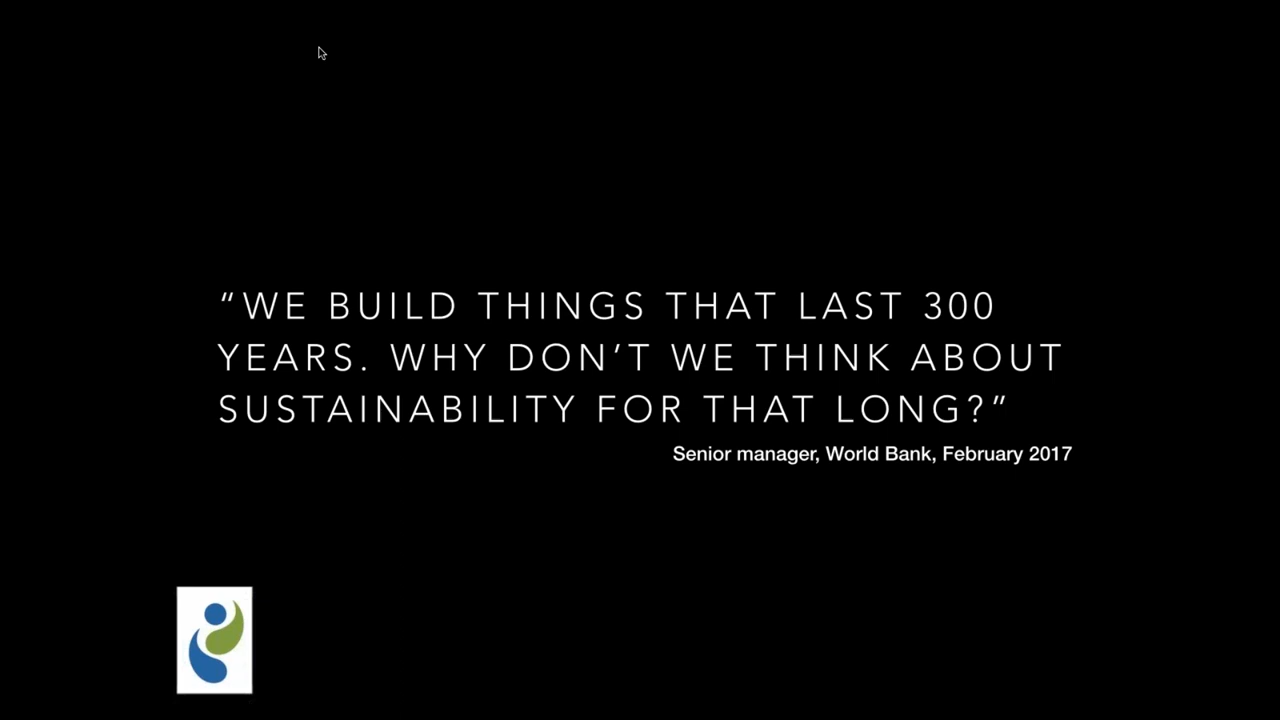 “WE BUILD THINGS THAT LAST 300
YEARS. WHY DON’T WE THINK ABOUT
SUSTAINABILITY FOR THAT LONG?”
Senior manager, World Bank, February 2017